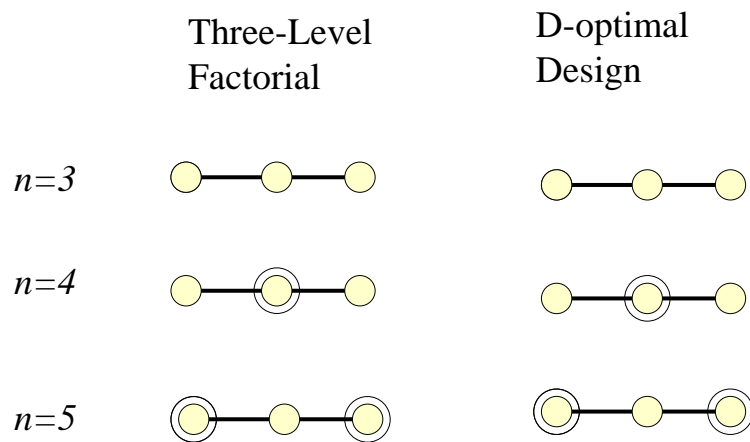 Three-Level
Factorial
D-optimal
Design
n=3
n=4
n=5